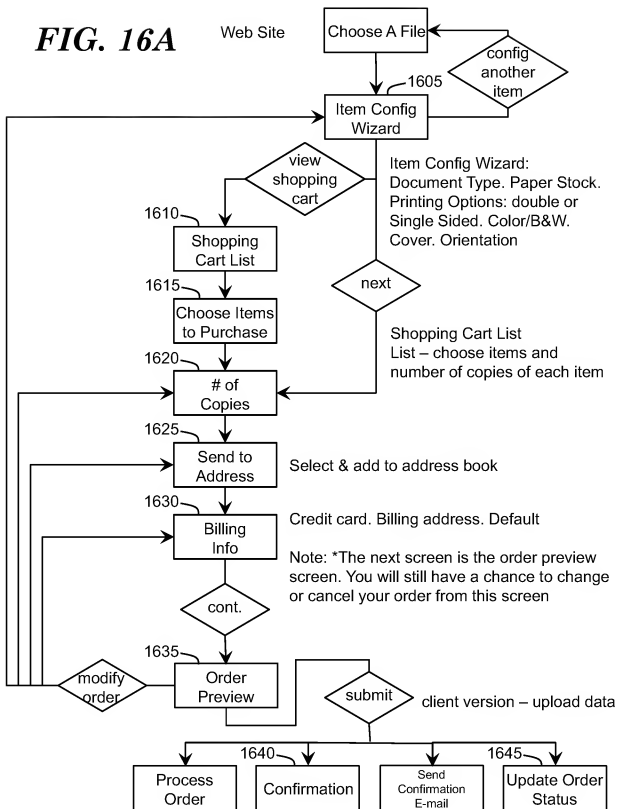 FIG. 16A
Web Site
Choose A File
config
another
item
1605
Item Config
Wizard
view
shopping
cart
Item Config Wizard:
Document Type. Paper Stock.
Printing Options: double or
Single Sided. Color/B&W.
Cover. Orientation
1610
Shopping
Cart List
next
1615
Choose Items
to Purchase
Shopping Cart List
List – choose items and
number of copies of each item
1620
# of
Copies
1625
Send to
Address
Select & add to address book
1630
Billing
Info
Credit card. Billing address. Default
Note: *The next screen is the order preview
screen. You will still have a chance to change
or cancel your order from this screen
cont.
1635
Order
Preview
modify
order
submit
client version – upload data
1640
1645
Process
Order
Confirmation
Send
Confirmation
E-mail
Update Order
Status